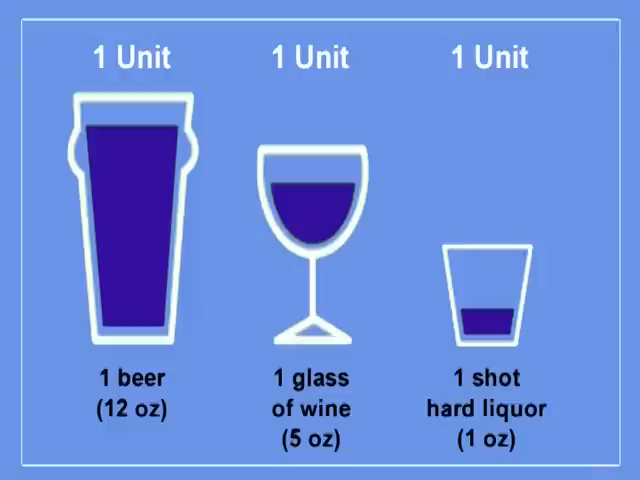 1 Unit
1 Unit
1 Unit
1 beer
(12 oz)
1 glass
of wine
(5 oz)
1 shot
hard liquor
(1 oz)